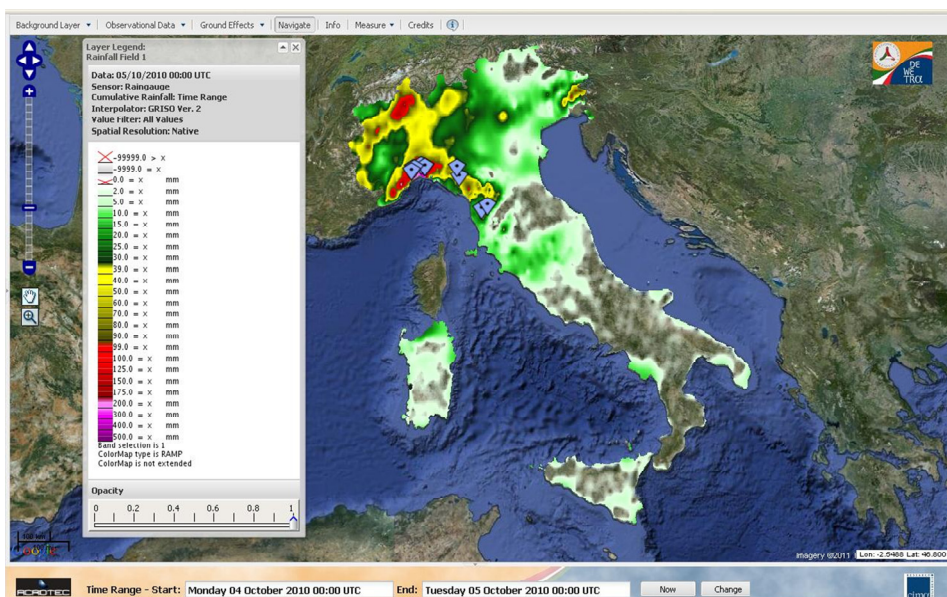 Background Layer
Observational Data
Ground Effects
Navigate
Info
Measure
Credits
Layer Legend:
Rainfall Field 1
Data: 05/10/2010 00:00 UTC
Sensor: Raingauge
Cumulative Rainfall: Time Range
Interpolator: GRISO Ver. 2
Value Filter: All Values
Spatial Resolution: Native
-99999.0 > x
-9999.0 = x
0.0 = x mm
2.0 = x mm
5.0 = x mm
10.0 = x mm
15.0 = x mm
20.0 = x mm
25.0 = x mm
30.0 = x mm
39.0 = x mm
40.0 = x mm
50.0 = x mm
60.0 = x mm
70.0 = x mm
80.0 = x mm
90.0 = x mm
99.0 = x mm
100.0 = x mm
125.0 = x mm
150.0 = x mm
175.0 = x mm
200.0 = x mm
300.0 = x mm
400.0 = x mm
500.0 = x mm
Band selection is 1
ColorMap type is RAMP
ColorMap is not extended
Opacity
0 0.2 0.4 0.6 0.8 1
100 km
DE
WE
TRA
imagery ©2011
Lon: -2.5488 Lat: 46.800
ACROTEC
Time Range - Start: Monday 04 October 2010 00:00 UTC End: Tuesday 05 October 2010 00:00 UTC Now Change
cima